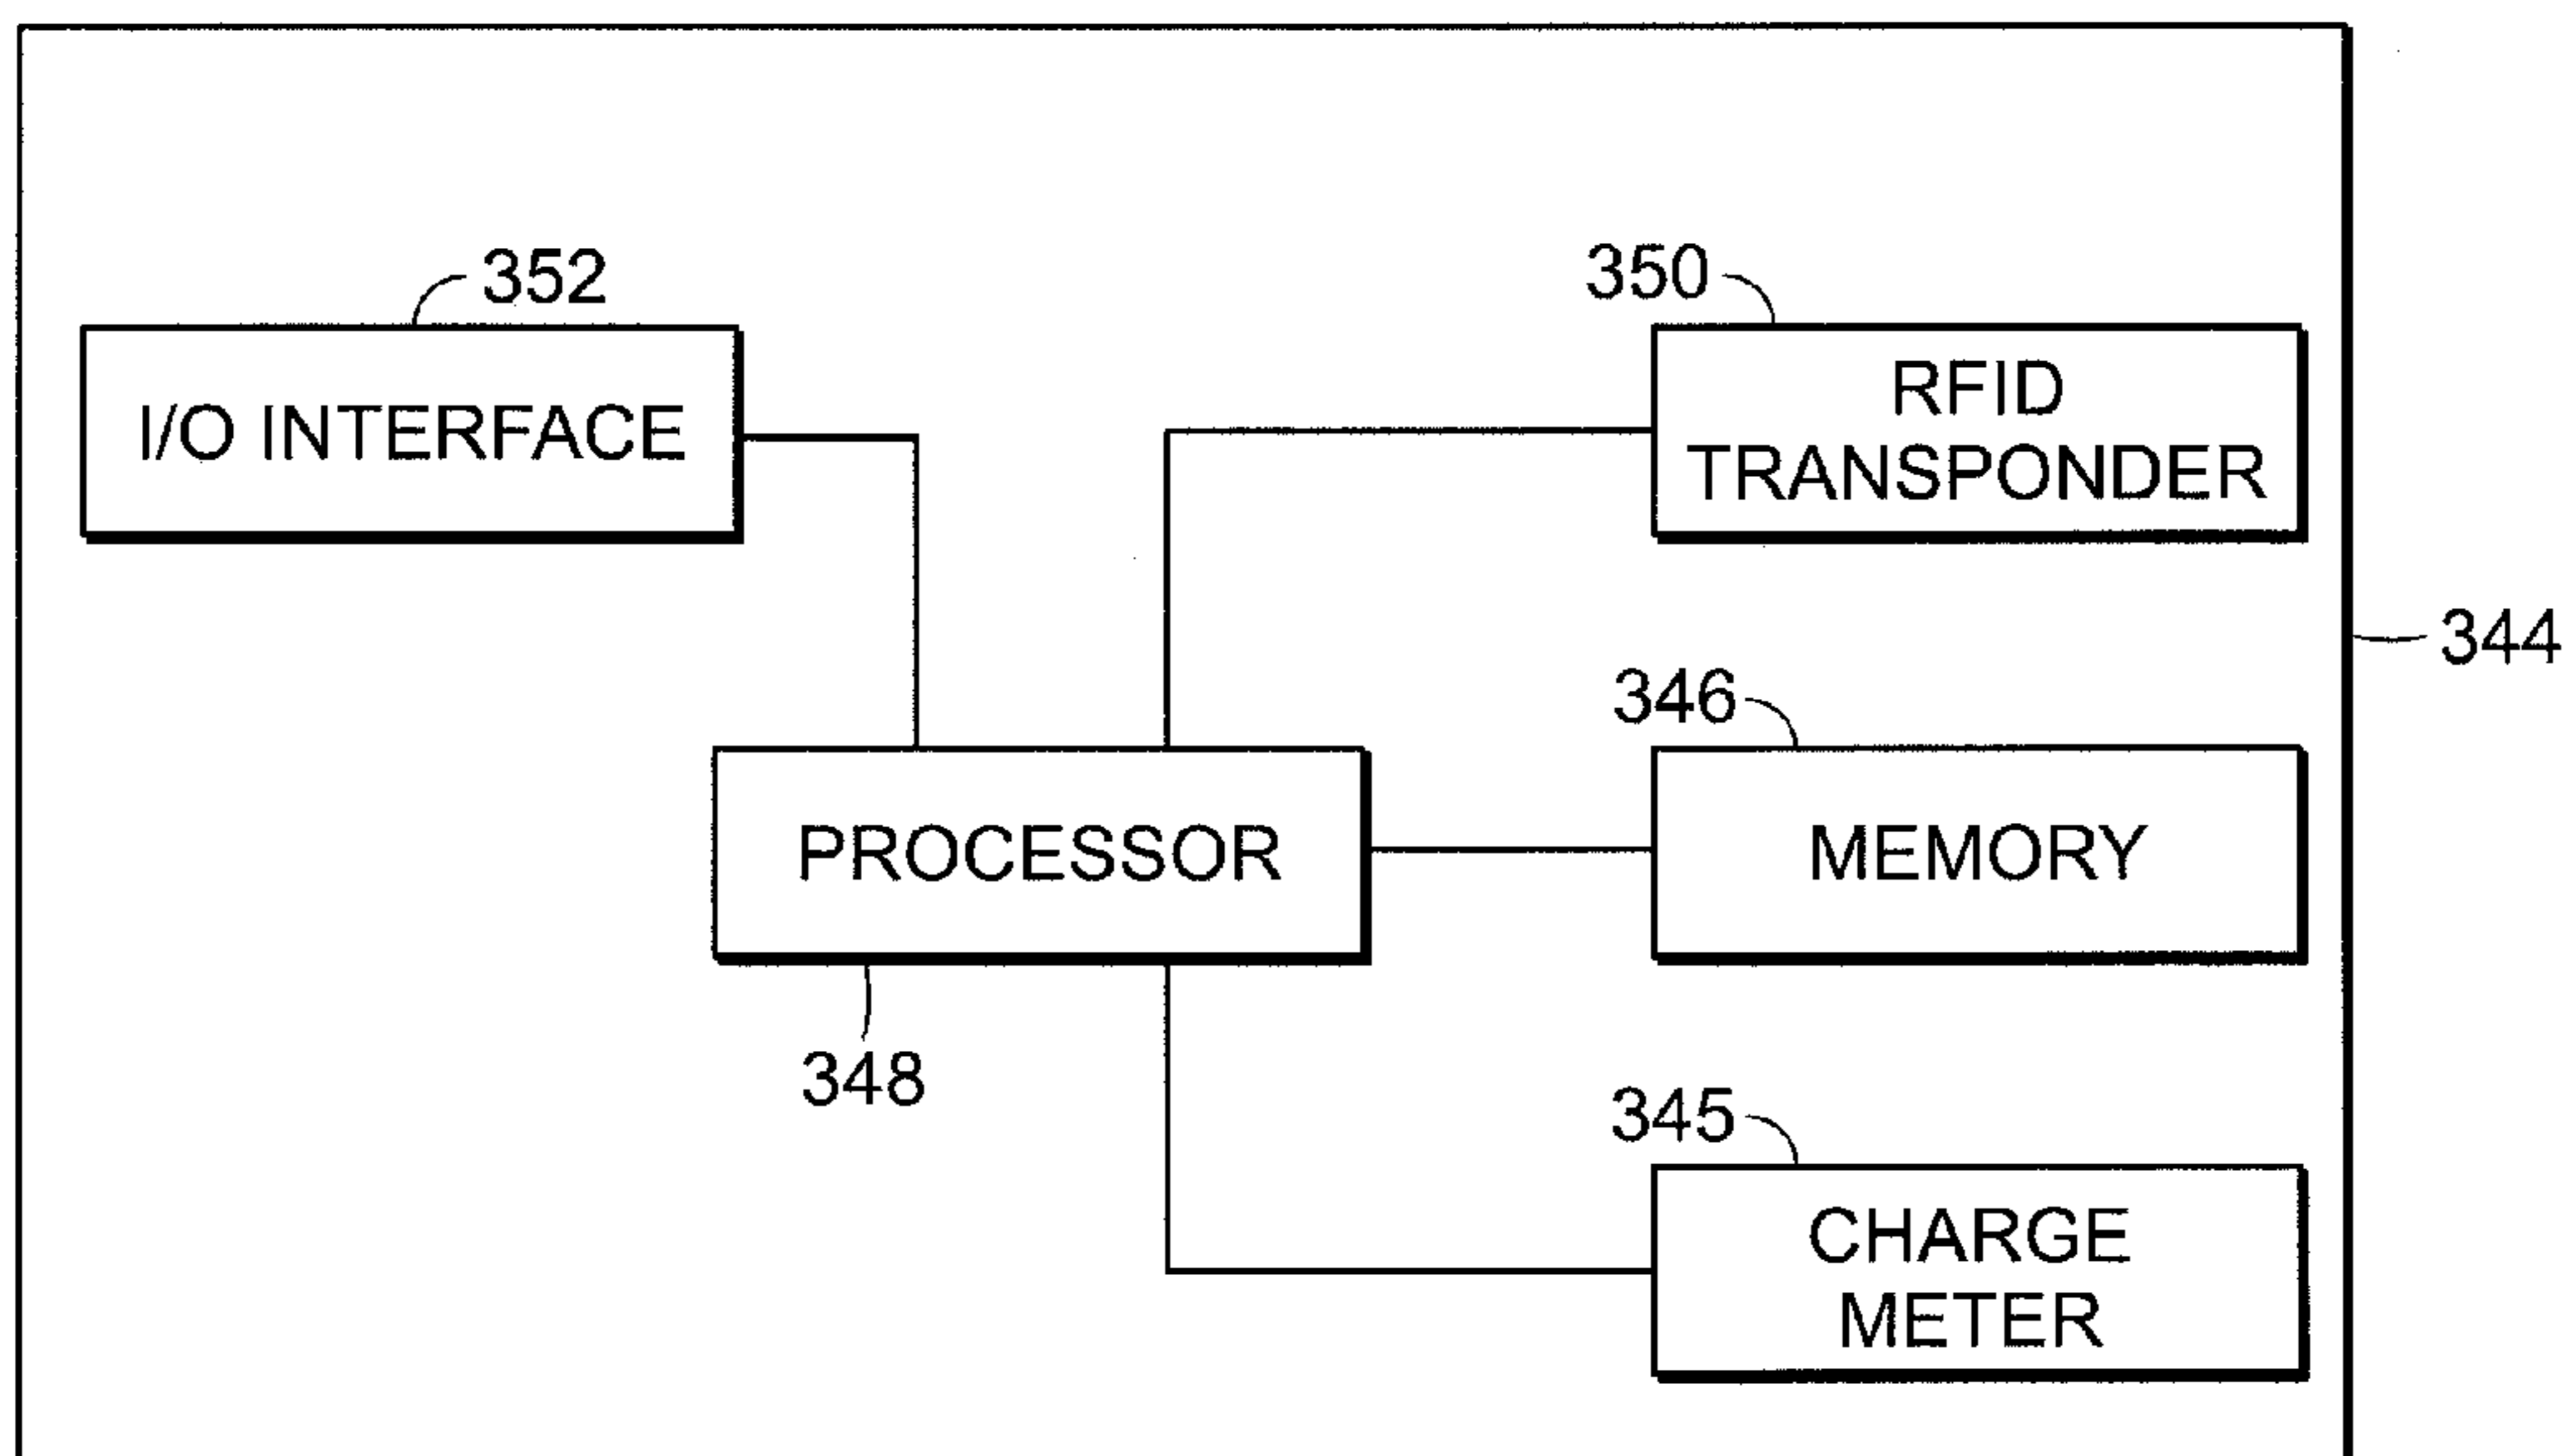 352
350
I/O INTERFACE
RFID
TRANSPONDER
344
346
PROCESSOR
MEMORY
348
345
CHARGE
METER